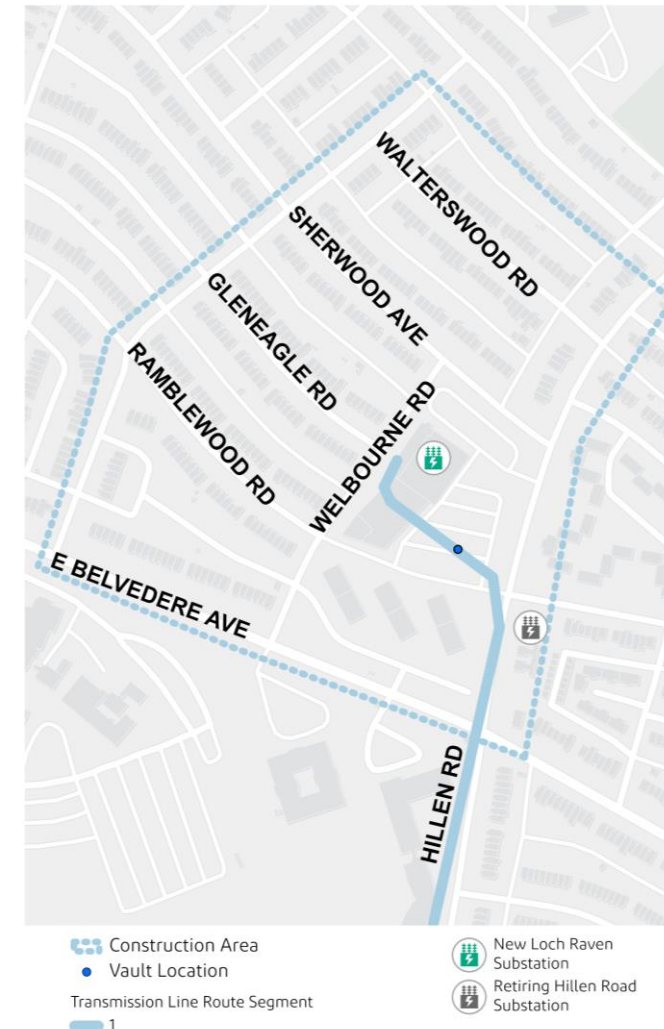 WALTERSWOOD RD
SHERWOOD AVE
GLENEAGLE RD
RAMBLEWOOD RD
WELBOURNE RD
E BELVEDERE AVE
HILLEN RD
Construction Area
Vault Location
Transmission Line Route Segment
1
New Loch Raven
Substation
Retiring Hillen Road
Substation